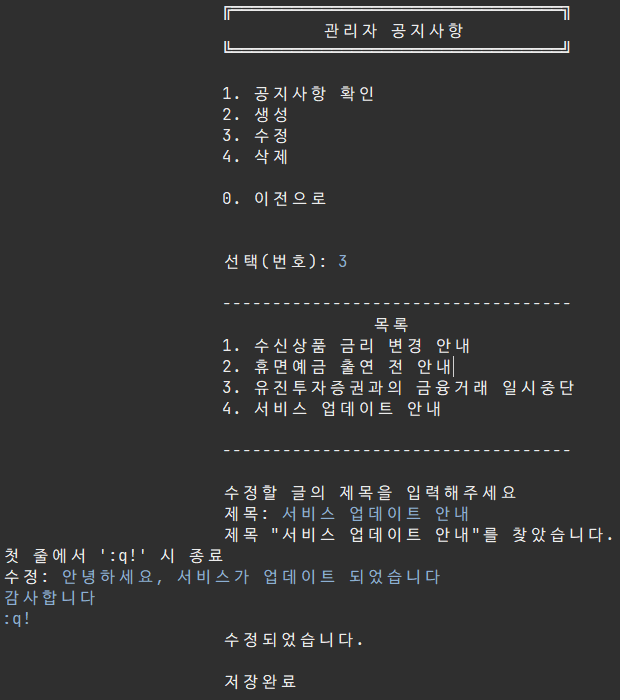 관리자 공지사항
1. 공지사항 확인
2. 생성
3. 수정
4. 삭제
0. 이전으로
선택(번호): 3
-----------------------------------
목록
1. 수신상품 금리 변경 안내
2. 휴면예금 출연 전 안내
3. 유진투자증권과의 금융거래 일시중단
4. 서비스 업데이트 안내
-----------------------------------
수정할 글의 제목을 입력해주세요
제목: 서비스 업데이트 안내
제목 "서비스 업데이트 안내"를 찾았습니다.
첫 줄에서 ':q!' 시 종료
수정: 안녕하세요, 서비스가 업데이트 되었습니다
감사합니다
:q!
수정되었습니다.
저장완료